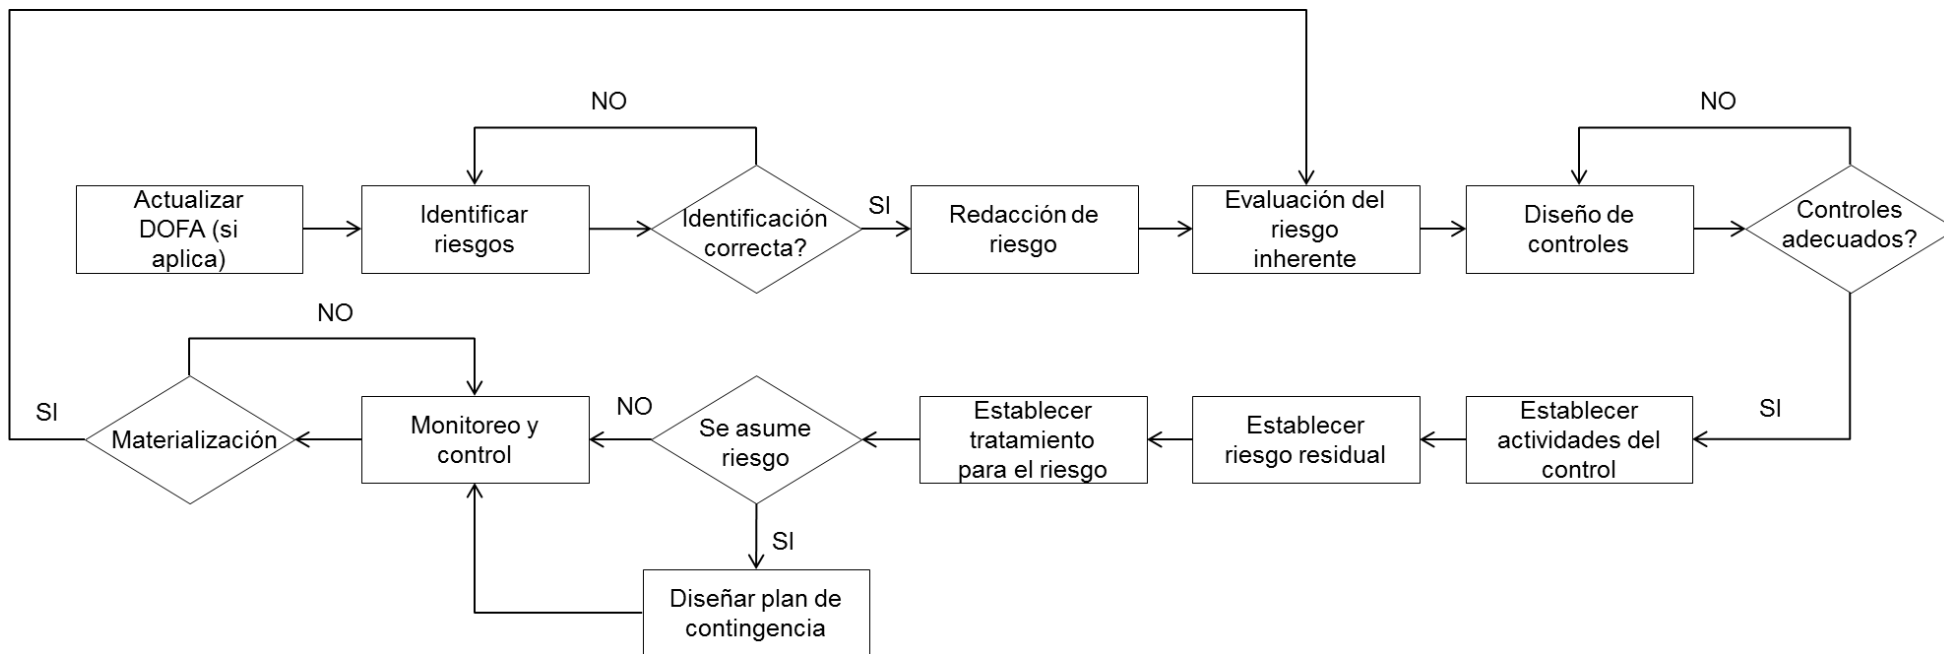 NO
NO
Actualizar
DOFA (si
aplica)
Identificar
riesgos
Identificación
correcta?
SI
Redacción de
riesgo
Evaluación del
riesgo
inherente
Diseño de
controles
Controles
adecuados?
NO
SI
Materialización
Monitoreo y
control
NO
Se asume
riesgo
Establecer
tratamiento
para el riesgo
Establecer
riesgo residual
Establecer
actividades del
control
SI
SI
Diseñar plan de
contingencia